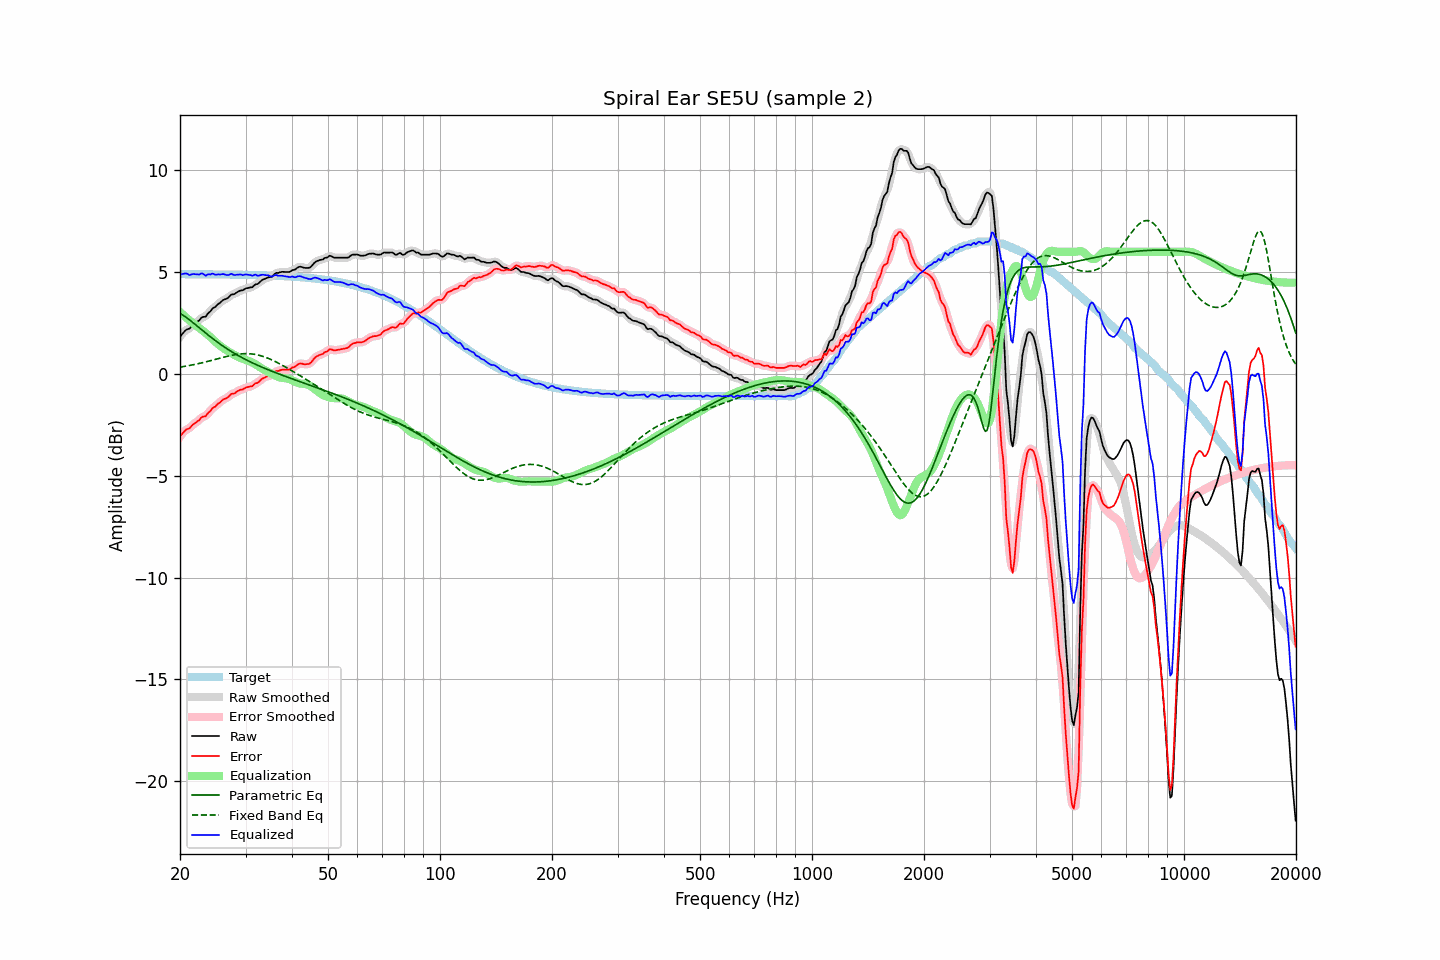 Spiral Ear SE5U (sample 2)
Amplitude (dBr)
10
5
0
−5
−10
−15
−20
Target
Raw Smoothed
Error Smoothed
Raw
Error
Equalization
Parametric Eq
Fixed Band Eq
Equalized
20 50 100 200 500 1000 2000 5000 10000 20000
Frequency (Hz)